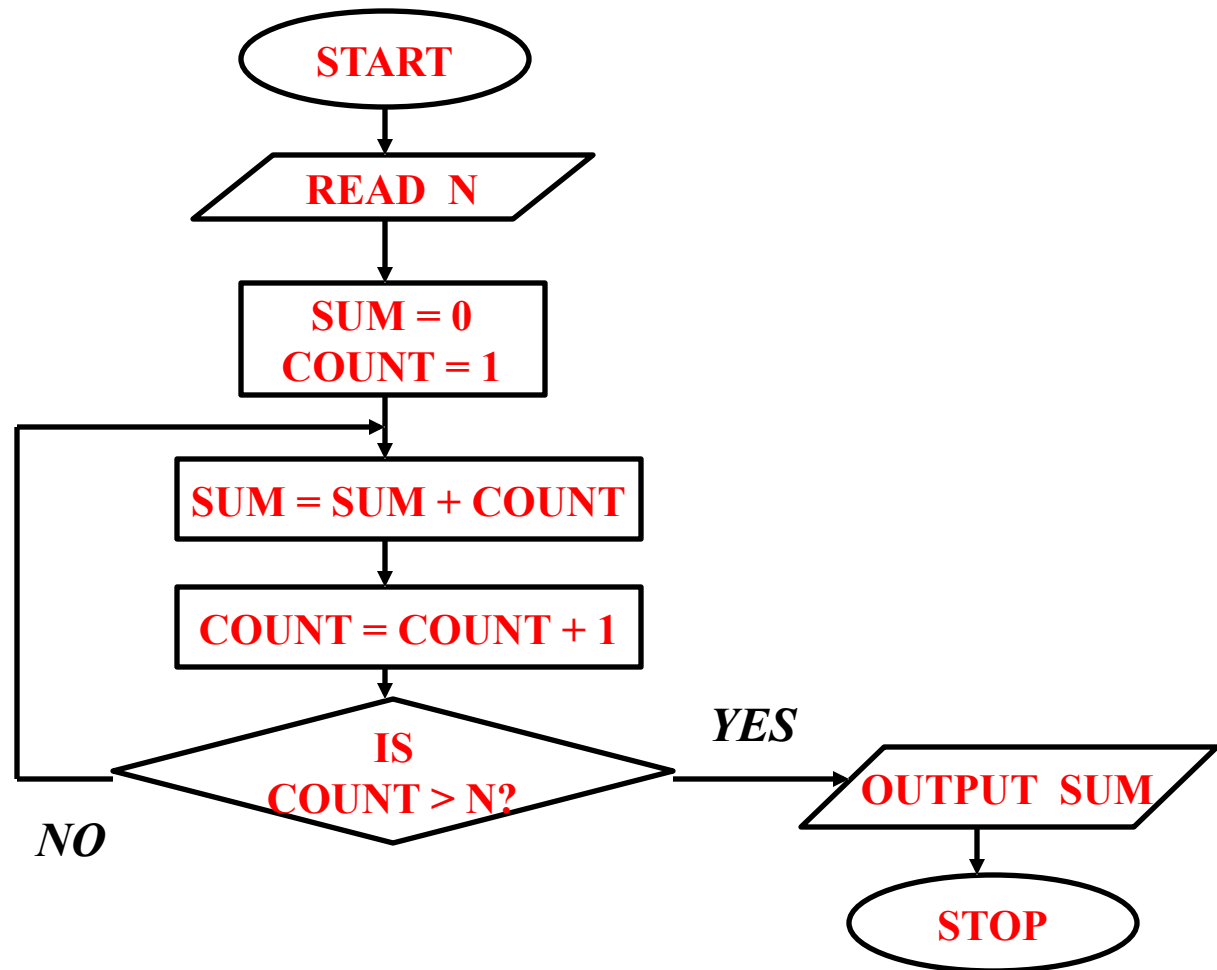 START
READ N
SUM = 0
COUNT = 1
SUM = SUM + COUNT
COUNT = COUNT + 1
IS
COUNT > N?
YES
NO
OUTPUT SUM
STOP